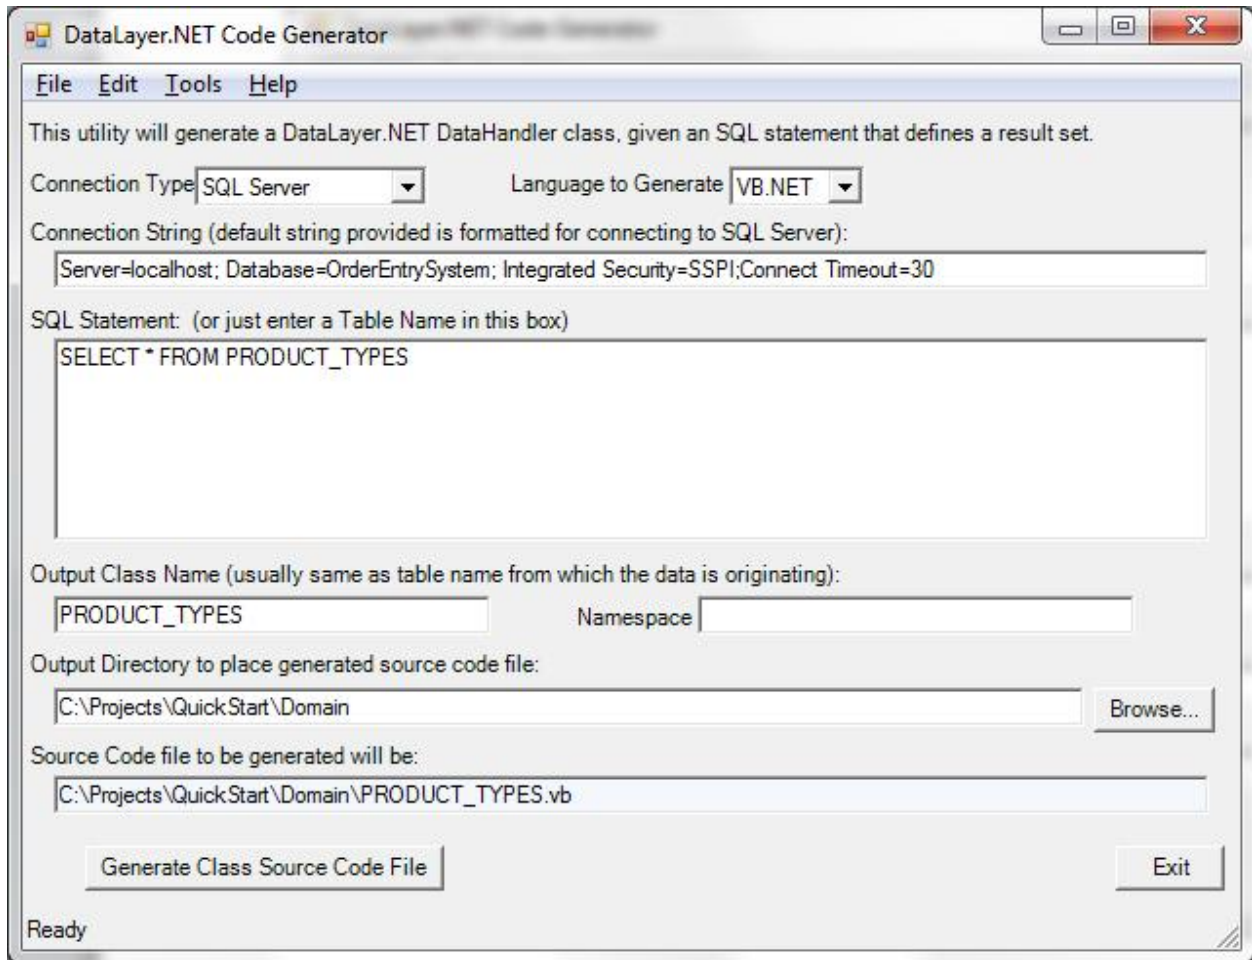 DataLayer.NET Code Generator
File Edit Tools Help
This utility will generate a DataLayer.NET DataHandler class, given an SQL statement that defines a result set.
Connection Type SQL Server Language to Generate VB.NET
Connection String (default string provided is formatted for connecting to SQL Server):
Server=localhost; Database=OrderEntrySystem; Integrated Security=SSPI;Connect Timeout=30
SQL Statement: (or just enter a Table Name in this box)
SELECT * FROM PRODUCT_TYPES
Output Class Name (usually same as table name from which the data is originating):
PRODUCT_TYPES Namespace
Output Directory to place generated source code file:
C:\Projects\QuickStart\Domain Browse...
Source Code file to be generated will be:
C:\Projects\QuickStart\Domain\PRODUCT_TYPES.vb
Generate Class Source Code File Exit
Ready